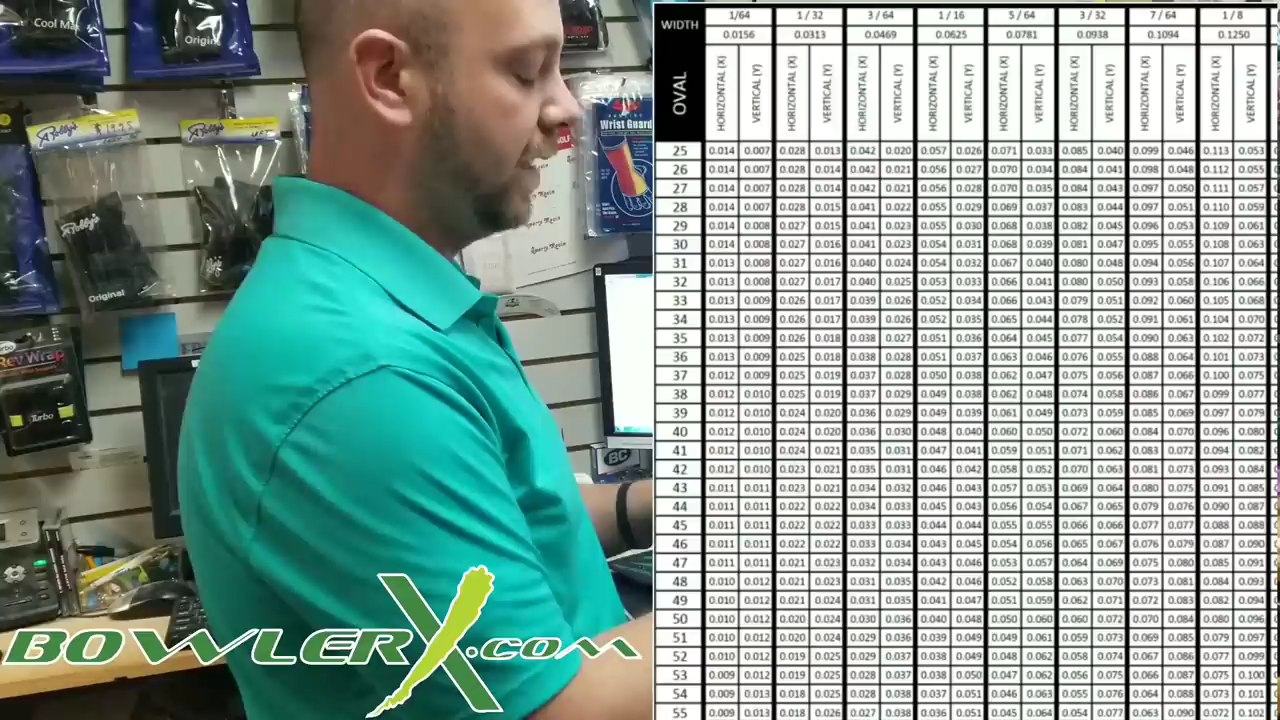 Cool Max
Original
Robby's
$19.95
Robby's
Robby's
Original
Robby's
Turbo
Rev Wrap
Turbo
Wrist Guard
BC
BOWLERX.COM
WIDTH 1/64 1 / 32 3 / 64 1 / 16 5 / 64 3 / 32 7 / 64 1 / 8
0.0156 0.0313 0.0469 0.0625 0.0781 0.0938 0.1094 0.1250
OVAL HORIZONTAL (X) VERTICAL (Y) HORIZONTAL (X) VERTICAL (Y) HORIZONTAL (X) VERTICAL (Y) HORIZONTAL (X) VERTICAL (Y) HORIZONTAL (X) VERTICAL (Y) HORIZONTAL (X) VERTICAL (Y) HORIZONTAL (X) VERTICAL (Y) HORIZONTAL (X) VERTICAL (Y)
25 0.014 0.007 0.028 0.013 0.042 0.020 0.057 0.026 0.071 0.033 0.085 0.040 0.099 0.046 0.113 0.053
26 0.014 0.007 0.028 0.014 0.042 0.021 0.056 0.027 0.070 0.034 0.084 0.041 0.098 0.048 0.112 0.055
27 0.014 0.007 0.028 0.014 0.042 0.021 0.056 0.028 0.070 0.035 0.084 0.043 0.097 0.050 0.111 0.057
28 0.014 0.007 0.028 0.015 0.041 0.022 0.055 0.029 0.069 0.037 0.083 0.044 0.097 0.051 0.110 0.059
29 0.014 0.008 0.027 0.015 0.041 0.023 0.055 0.030 0.068 0.038 0.082 0.045 0.096 0.053 0.109 0.061
30 0.014 0.008 0.027 0.016 0.041 0.023 0.054 0.031 0.068 0.039 0.081 0.047 0.095 0.055 0.108 0.063
31 0.013 0.008 0.027 0.016 0.040 0.024 0.054 0.032 0.067 0.040 0.080 0.048 0.094 0.056 0.107 0.064
32 0.013 0.008 0.027 0.017 0.040 0.025 0.053 0.033 0.066 0.041 0.080 0.050 0.093 0.058 0.106 0.066
33 0.013 0.009 0.026 0.017 0.039 0.026 0.052 0.034 0.066 0.043 0.079 0.051 0.092 0.060 0.105 0.068
34 0.013 0.009 0.026 0.017 0.039 0.026 0.052 0.035 0.065 0.044 0.078 0.052 0.091 0.061 0.104 0.070
35 0.013 0.009 0.026 0.018 0.038 0.027 0.051 0.036 0.064 0.045 0.077 0.054 0.090 0.063 0.102 0.072
36 0.013 0.009 0.025 0.018 0.038 0.028 0.051 0.037 0.063 0.046 0.076 0.055 0.088 0.064 0.101 0.073
37 0.012 0.009 0.025 0.019 0.037 0.028 0.050 0.038 0.062 0.047 0.075 0.056 0.087 0.066 0.100 0.075
38 0.012 0.010 0.025 0.019 0.037 0.029 0.049 0.038 0.062 0.048 0.074 0.058 0.086 0.067 0.099 0.077
39 0.012 0.010 0.024 0.020 0.036 0.029 0.049 0.039 0.061 0.049 0.073 0.059 0.085 0.069 0.097 0.079
40 0.012 0.010 0.024 0.020 0.036 0.030 0.048 0.040 0.060 0.050 0.072 0.060 0.084 0.070 0.096 0.080
41 0.012 0.010 0.024 0.021 0.035 0.031 0.047 0.041 0.059 0.051 0.071 0.062 0.083 0.072 0.094 0.082
42 0.012 0.010 0.023 0.021 0.035 0.031 0.046 0.042 0.058 0.052 0.070 0.063 0.081 0.073 0.093 0.084
43 0.011 0.011 0.023 0.021 0.034 0.032 0.046 0.043 0.057 0.053 0.069 0.064 0.080 0.075 0.091 0.085
44 0.011 0.011 0.022 0.022 0.034 0.033 0.045 0.043 0.056 0.054 0.067 0.065 0.079 0.076 0.090 0.087
45 0.011 0.011 0.022 0.022 0.033 0.033 0.044 0.044 0.055 0.055 0.066 0.066 0.077 0.077 0.088 0.088
46 0.011 0.011 0.022 0.022 0.033 0.034 0.043 0.045 0.054 0.056 0.065 0.067 0.076 0.079 0.087 0.090
47 0.011 0.011 0.021 0.023 0.032 0.034 0.043 0.046 0.053 0.057 0.064 0.069 0.075 0.080 0.085 0.091
48 0.010 0.012 0.021 0.023 0.031 0.035 0.042 0.046 0.052 0.058 0.063 0.070 0.073 0.081 0.084 0.093
49 0.010 0.012 0.021 0.024 0.031 0.035 0.041 0.047 0.051 0.059 0.062 0.071 0.072 0.083 0.082 0.094
50 0.010 0.012 0.020 0.024 0.030 0.036 0.040 0.048 0.050 0.060 0.060 0.072 0.070 0.084 0.080 0.096
51 0.010 0.012 0.020 0.024 0.029 0.036 0.039 0.049 0.049 0.061 0.059 0.073 0.069 0.085 0.079 0.097
52 0.010 0.012 0.019 0.025 0.029 0.037 0.038 0.049 0.048 0.062 0.058 0.074 0.067 0.086 0.077 0.099
53 0.009 0.012 0.019 0.025 0.028 0.037 0.038 0.050 0.047 0.062 0.056 0.075 0.066 0.087 0.075 0.100
54 0.009 0.013 0.018 0.025 0.028 0.038 0.037 0.051 0.046 0.063 0.055 0.076 0.064 0.088 0.073 0.101
55 0.009 0.013 0.018 0.026 0.027 0.038 0.036 0.051 0.045 0.064 0.054 0.077 0.063 0.090 0.072 0.102